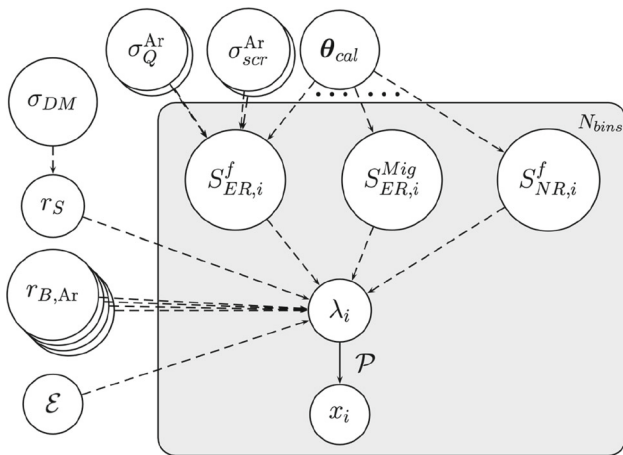 σ_Q^Ar
σ_scr^Ar
θ_cal
σ_DM
N_bins
S_ER,i^f
S_ER,i^Mig
S_NR,i^f
r_S
r_B,Ar
λ_i
𝒫
ℰ
x_i